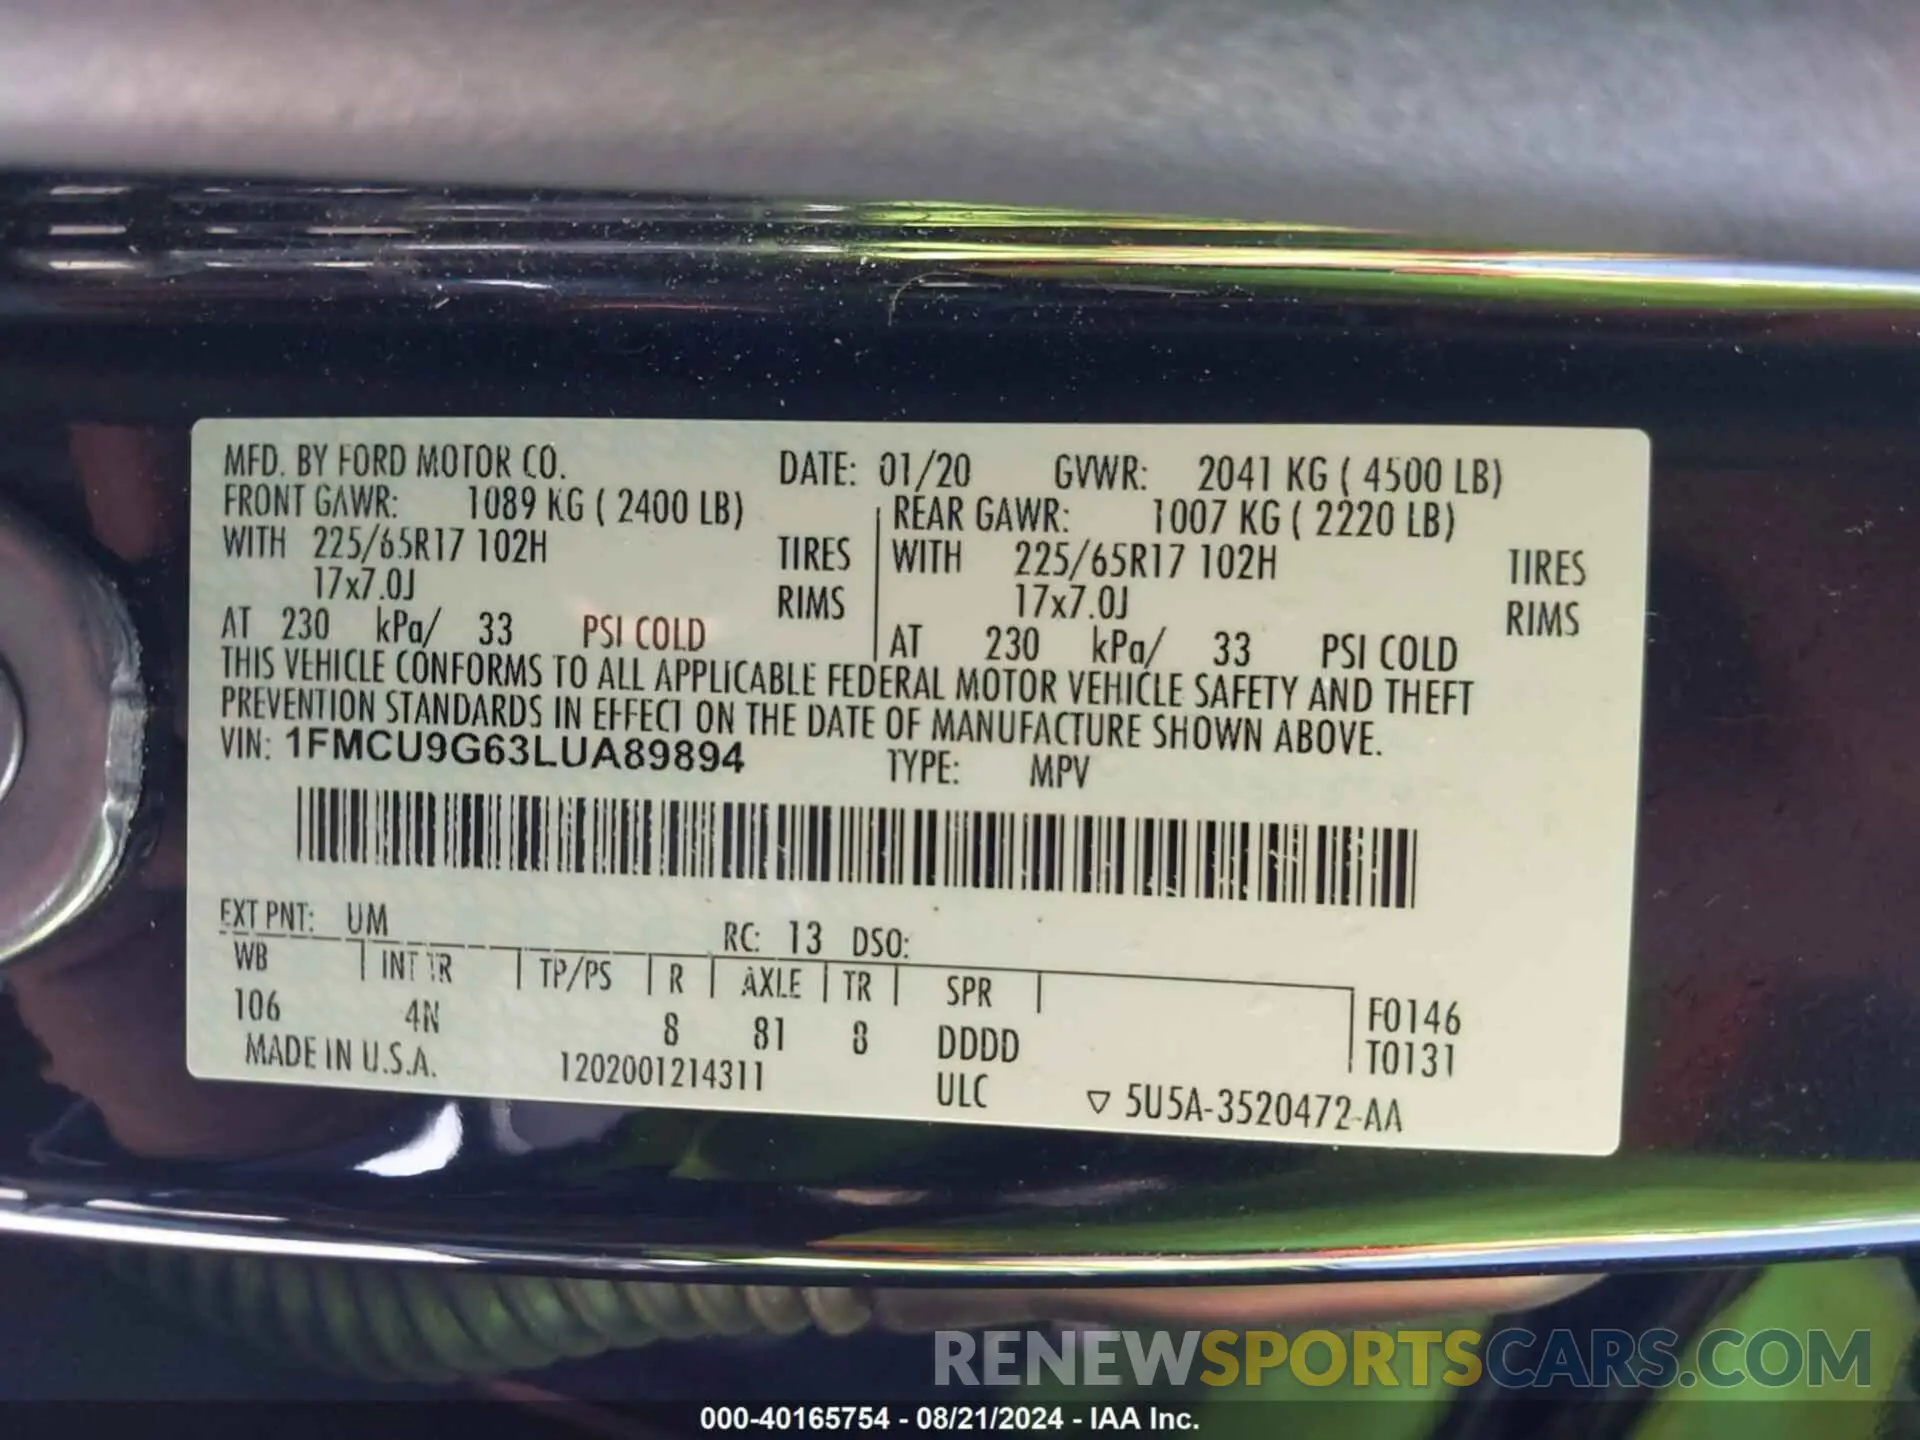 MFD. BY FORD MOTOR CO. DATE: 01/20 GVWR: 2041 KG ( 4500 LB)
FRONT GAWR: 1089 KG ( 2400 LB) REAR GAWR: 1007 KG ( 2220 LB)
WITH 225/65R17 102H TIRES WITH 225/65R17 102H TIRES
17x7.0J RIMS 17x7.0J RIMS
AT 230 kPa/ 33 PSI COLD AT 230 kPa/ 33 PSI COLD
THIS VEHICLE CONFORMS TO ALL APPLICABLE FEDERAL MOTOR VEHICLE SAFETY AND THEFT
PREVENTION STANDARDS IN EFFECT ON THE DATE OF MANUFACTURE SHOWN ABOVE.
VIN: 1FMCU9G63LUA89894 TYPE: MPV
EXT PNT: UM RC: 13 DSO:
WB INT TR TP/PS R AXLE TR SPR
106 4N 8 81 8 DDDD F0146
T0131
MADE IN U.S.A. 1202001214311 ULC ▽ 5U5A-3520472-AA
RENEWSPORTSCARS.COM
000-40165754 - 08/21/2024 - IAA Inc.